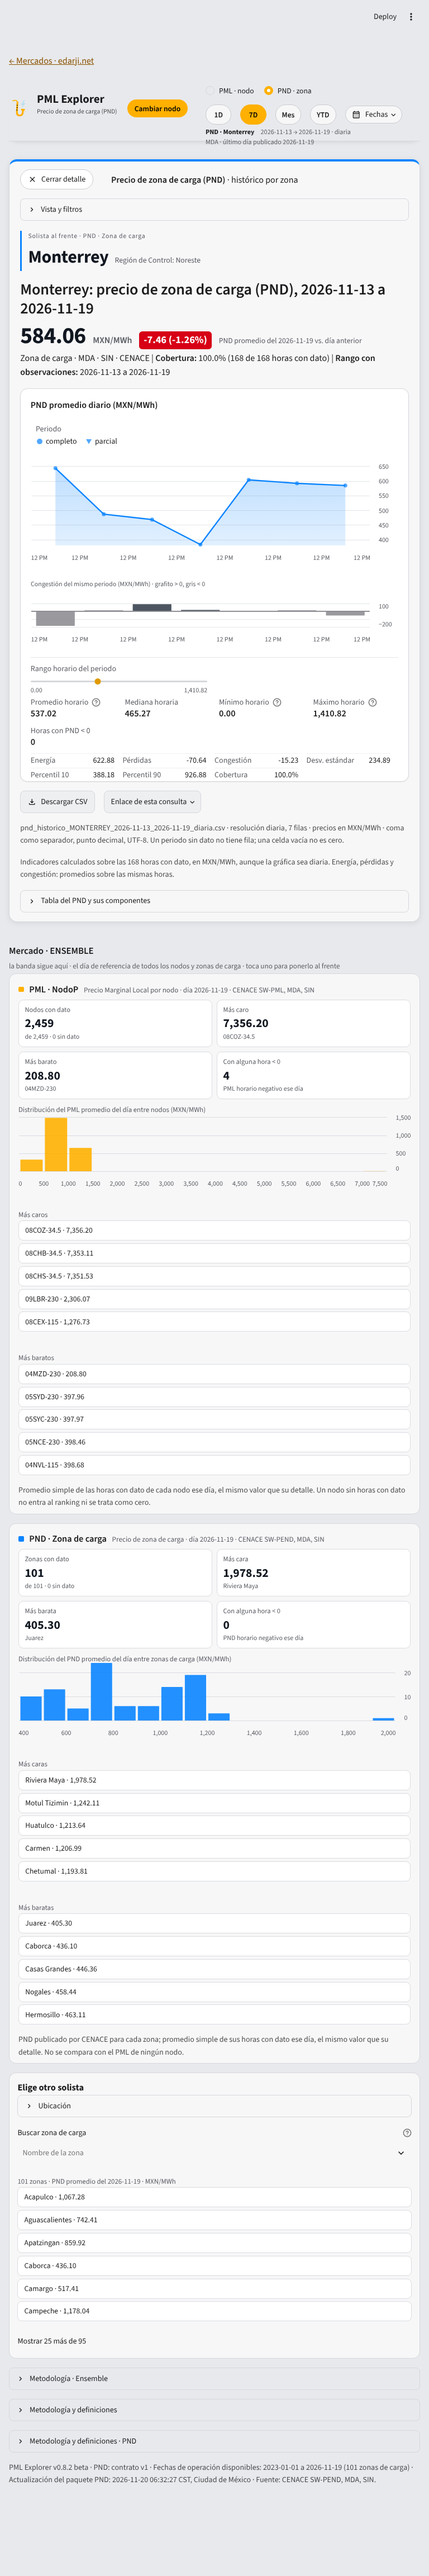 Deploy
← Mercados · edarji.net
PML Explorer
Precio de zona de carga (PND)
Cambiar nodo
PML · nodo
PND · zona
1D
7D
Mes
YTD
Fechas
PND · Monterrey 2026-11-13 → 2026-11-19 · diaria
MDA · último día publicado 2026-11-19
Cerrar detalle
Precio de zona de carga (PND) · histórico por zona
Vista y filtros
Solista al frente · PND · Zona de carga
Monterrey Región de Control: Noreste
Monterrey: precio de zona de carga (PND), 2026-11-13 a
2026-11-19
584.06 MXN/MWh -7.46 (-1.26%) PND promedio del 2026-11-19 vs. día anterior
Zona de carga · MDA · SIN · CENACE | Cobertura: 100.0% (168 de 168 horas con dato) | Rango con
observaciones: 2026-11-13 a 2026-11-19
PND promedio diario (MXN/MWh)
Periodo
completo parcial
650
600
550
500
450
400
12 PM 12 PM 12 PM 12 PM 12 PM 12 PM 12 PM 12 PM
Congestión del mismo periodo (MXN/MWh) · grafito > 0, gris < 0
100
−200
12 PM 12 PM 12 PM 12 PM 12 PM 12 PM 12 PM 12 PM
Rango horario del periodo
0.00 1,410.82
Promedio horario Mediana horaria Mínimo horario Máximo horario
537.02 465.27 0.00 1,410.82
Horas con PND < 0
0
Energía 622.88 Pérdidas -70.64 Congestión -15.23 Desv. estándar 234.89
Percentil 10 388.18 Percentil 90 926.88 Cobertura 100.0%
Descargar CSV
Enlace de esta consulta
pnd_historico_MONTERREY_2026-11-13_2026-11-19_diaria.csv · resolución diaria, 7 filas · precios en MXN/MWh · coma
como separador, punto decimal, UTF-8. Un periodo sin dato no tiene fila; una celda vacía no es cero.
Indicadores calculados sobre las 168 horas con dato, en MXN/MWh, aunque la gráfica sea diaria. Energía, pérdidas y
congestión: promedios sobre las mismas horas.
Tabla del PND y sus componentes
Mercado · ENSEMBLE
la banda sigue aquí · el día de referencia de todos los nodos y zonas de carga · toca uno para ponerlo al frente
PML · NodoP Precio Marginal Local por nodo · día 2026-11-19 · CENACE SW-PML, MDA, SIN
Nodos con dato
2,459
de 2,459 · 0 sin dato
Más caro
7,356.20
08COZ-34.5
Más barato
208.80
04MZD-230
Con alguna hora < 0
4
PML horario negativo ese día
Distribución del PML promedio del día entre nodos (MXN/MWh)
1,500
1,000
500
0
0 500 1,000 1,500 2,000 2,500 3,000 3,500 4,000 4,500 5,000 5,500 6,000 6,500 7,000 7,500
Más caros
08COZ-34.5 · 7,356.20
08CHB-34.5 · 7,353.11
08CHS-34.5 · 7,351.53
09LBR-230 · 2,306.07
08CEX-115 · 1,276.73
Más baratos
04MZD-230 · 208.80
05SYD-230 · 397.96
05SYC-230 · 397.97
05NCE-230 · 398.46
04NVL-115 · 398.68
Promedio simple de las horas con dato de cada nodo ese día, el mismo valor que su detalle. Un nodo sin horas con dato
no entra al ranking ni se trata como cero.
PND · Zona de carga Precio de zona de carga · día 2026-11-19 · CENACE SW-PEND, MDA, SIN
Zonas con dato
101
de 101 · 0 sin dato
Más cara
1,978.52
Riviera Maya
Más barata
405.30
Juarez
Con alguna hora < 0
0
PND horario negativo ese día
Distribución del PND promedio del día entre zonas de carga (MXN/MWh)
20
10
0
400 600 800 1,000 1,200 1,400 1,600 1,800 2,000
Más caras
Riviera Maya · 1,978.52
Motul Tizimin · 1,242.11
Huatulco · 1,213.64
Carmen · 1,206.99
Chetumal · 1,193.81
Más baratas
Juarez · 405.30
Caborca · 436.10
Casas Grandes · 446.36
Nogales · 458.44
Hermosillo · 463.11
PND publicado por CENACE para cada zona; promedio simple de sus horas con dato ese día, el mismo valor que su
detalle. No se compara con el PML de ningún nodo.
Elige otro solista
Ubicación
Buscar zona de carga
Nombre de la zona
101 zonas · PND promedio del 2026-11-19 · MXN/MWh
Acapulco · 1,067.28
Aguascalientes · 742.41
Apatzingan · 859.92
Caborca · 436.10
Camargo · 517.41
Campeche · 1,178.04
Mostrar 25 más de 95
Metodología · Ensemble
Metodología y definiciones
Metodología y definiciones · PND
PML Explorer v0.8.2 beta · PND: contrato v1 · Fechas de operación disponibles: 2023-01-01 a 2026-11-19 (101 zonas de carga) ·
Actualización del paquete PND: 2026-11-20 06:32:27 CST, Ciudad de México · Fuente: CENACE SW-PEND, MDA, SIN.